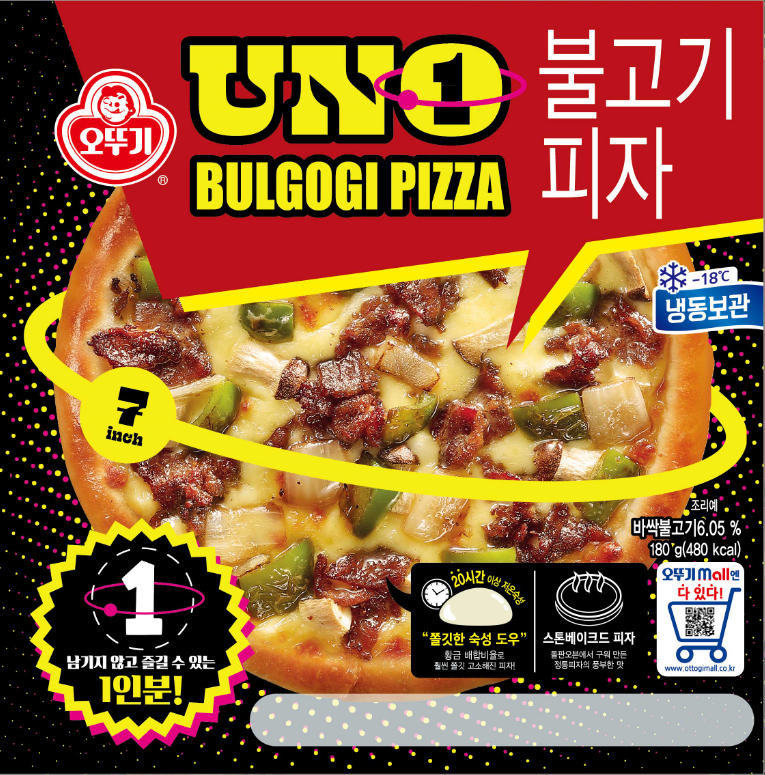 오뚜기
®
UNO
1
BULGOGI PIZZA
불고기
피자
-18℃
냉동보관
7
inch
조리예
바싹불고기6.05 %
180 g(480 kcal)
1
남기지 않고 즐길 수 있는
1인분!
20시간 이상 저온숙성
"쫄깃한 숙성 도우"
황금 배합비율로
훨씬 쫄깃 고소해진 피자!
스톤베이크드 피자
돌판오븐에서 구워 만든
정통피자의 풍부한 맛
오뚜기mall엔
다 있다!
www.ottogimall.co.kr